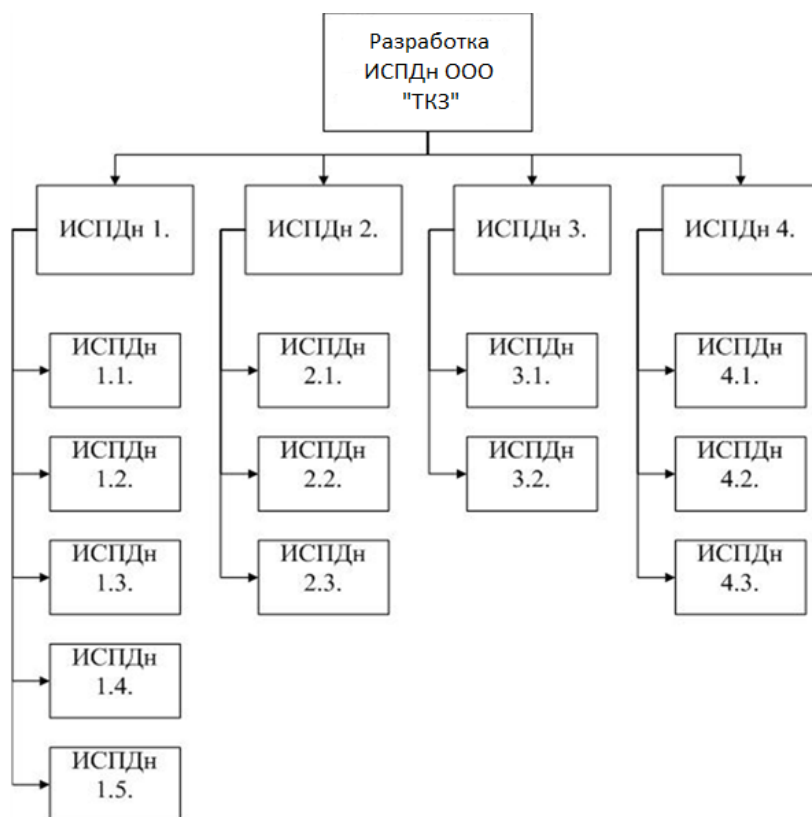 Разработка
ИСПДн ООО
"ТКЗ"
ИСПДн 1.
ИСПДн 2.
ИСПДн 3.
ИСПДн 4.
ИСПДн
1.1.
ИСПДн
2.1.
ИСПДн
3.1.
ИСПДн
4.1.
ИСПДн
1.2.
ИСПДн
2.2.
ИСПДн
3.2.
ИСПДн
4.2.
ИСПДн
1.3.
ИСПДн
2.3.
ИСПДн
4.3.
ИСПДн
1.4.
ИСПДн
1.5.